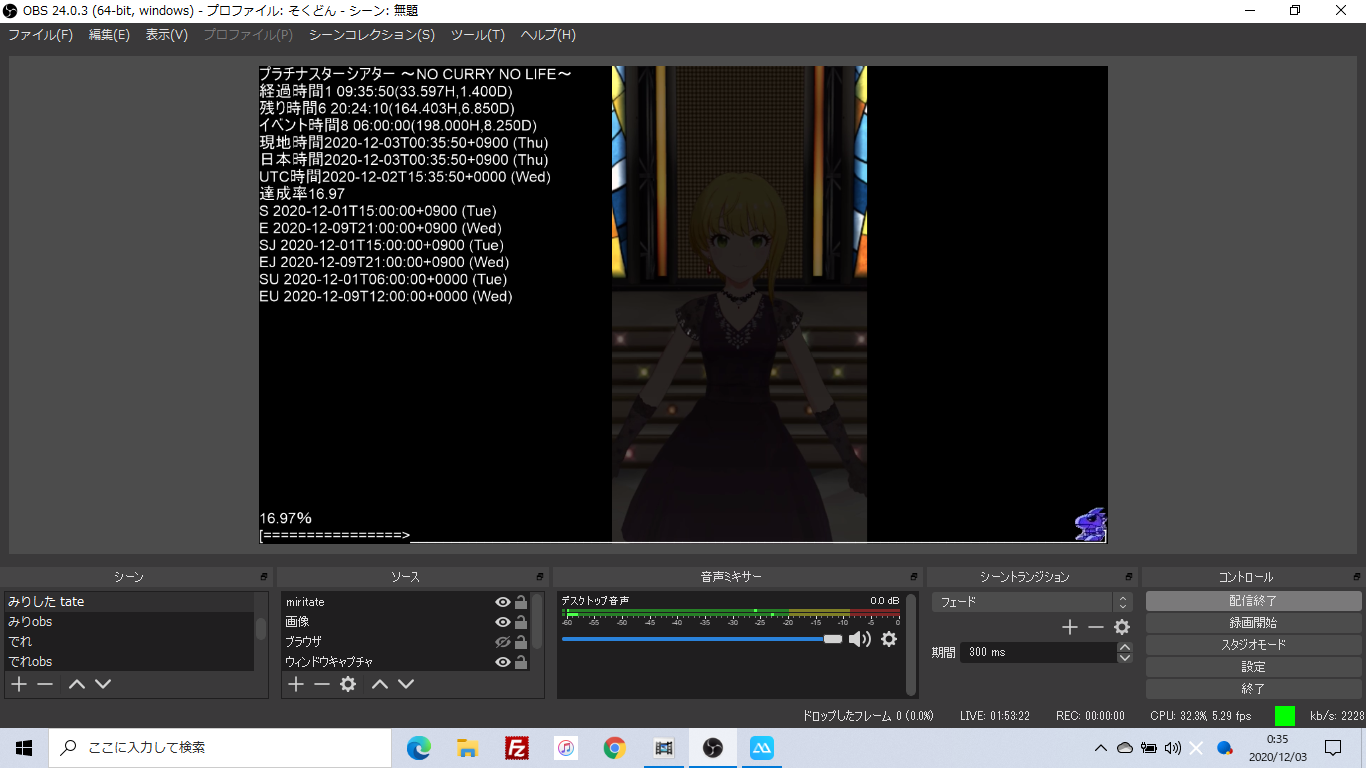 OBS 24.0.3 (64-bit, windows) - プロファイル: そくどん - シーン: 無題
ファイル(F) 編集(E) 表示(V) プロファイル(P) シーンコレクション(S) ツール(T) ヘルプ(H)
プラチナスターシアター ～NO CURRY NO LIFE～
経過時間1 09:35:50(33.597H,1.400D)
残り時間6 20:24:10(164.403H,6.850D)
イベント時間8 06:00:00(198.000H,8.250D)
現地時間2020-12-03T00:35:50+0900 (Thu)
日本時間2020-12-03T00:35:50+0900 (Thu)
UTC時間2020-12-02T15:35:50+0000 (Wed)
達成率16.97
S 2020-12-01T15:00:00+0900 (Tue)
E 2020-12-09T21:00:00+0900 (Wed)
SJ 2020-12-01T15:00:00+0900 (Tue)
EJ 2020-12-09T21:00:00+0900 (Wed)
SU 2020-12-01T06:00:00+0000 (Tue)
EU 2020-12-09T12:00:00+0000 (Wed)
16.97%
[================>_____]
シーン
みりした tate
みりobs
でれ
でれobs
ソース
miritate
画像
ブラウザ
ウィンドウキャプチャ
音声ミキサー
デスクトップ音声 0.0 dB
-60 -55 -50 -45 -40 -35 -30 -25 -20 -15 -10 -5 0
シーントランジション
フェード
期間 300 ms
コントロール
配信終了
録画開始
スタジオモード
設定
終了
ドロップしたフレーム 0 (0.0%) LIVE: 01:53:22 REC: 00:00:00 CPU: 32.3%, 5.29 fps kb/s: 2228
ここに入力して検索
0:35
2020/12/03